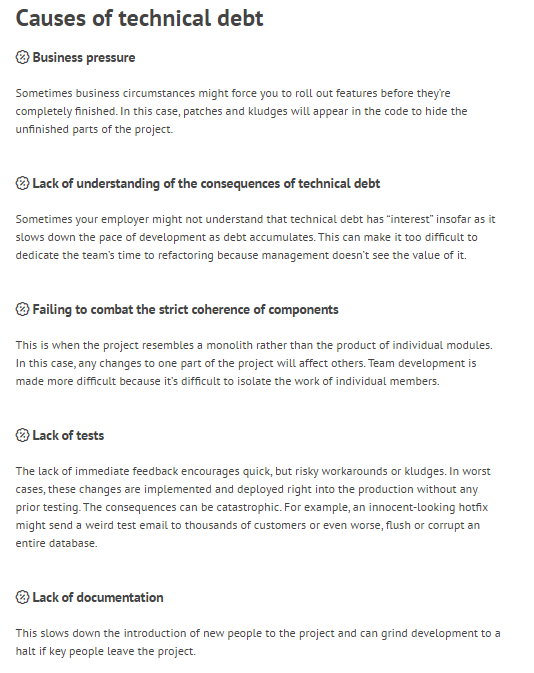 Causes of technical debt
Business pressure
Sometimes business circumstances might force you to roll out features before they're
completely finished. In this case, patches and kludges will appear in the code to hide the
unfinished parts of the project.
Lack of understanding of the consequences of technical debt
Sometimes your employer might not understand that technical debt has "interest" insofar as it
slows down the pace of development as debt accumulates. This can make it too difficult to
dedicate the team's time to refactoring because management doesn't see the value of it.
Failing to combat the strict coherence of components
This is when the project resembles a monolith rather than the product of individual modules.
In this case, any changes to one part of the project will affect others. Team development is
made more difficult because it's difficult to isolate the work of individual members.
Lack of tests
The lack of immediate feedback encourages quick, but risky workarounds or kludges. In worst
cases, these changes are implemented and deployed right into the production without any
prior testing. The consequences can be catastrophic. For example, an innocent-looking hotfix
might send a weird test email to thousands of customers or even worse, flush or corrupt an
entire database.
Lack of documentation
This slows down the introduction of new people to the project and can grind development to a
halt if key people leave the project.